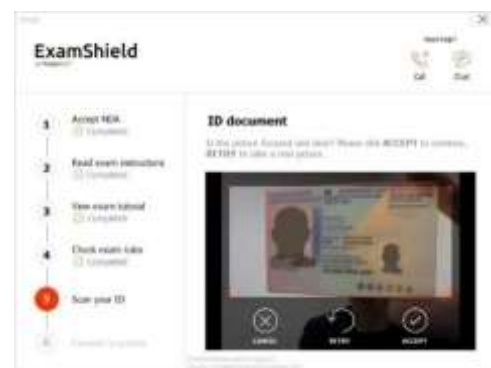 ExamShield
Call
Chat
1
Accept NDA
Completed
2
Read exam instructions
Completed
3
View exam tutorial
Completed
4
Check exam rules
Completed
5
Scan your ID
6
ID document
Is the picture focused and clear? Please click ACCEPT to continue,
RETRY to take a new picture.
CANCEL
RETRY
ACCEPT